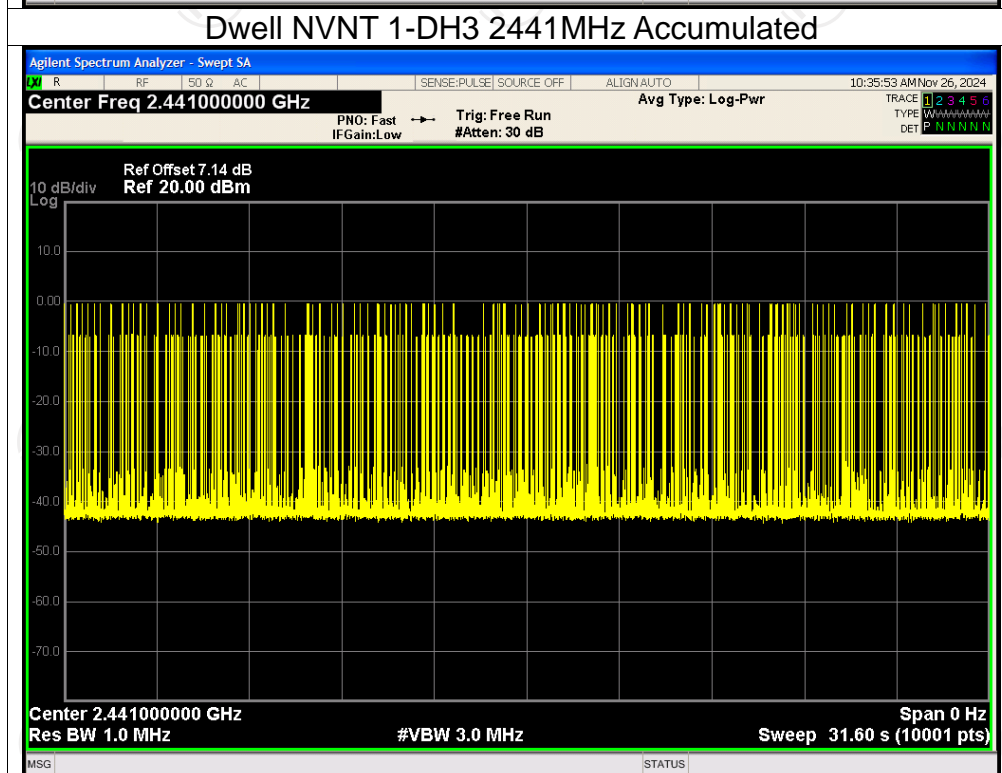 Dwell NVNT 1-DH3 2441MHz Accumulated
Agilent Spectrum Analyzer - Swept SA
LXI R RF 50 Ω AC SENSE:PULSE SOURCE OFF ALIGN AUTO 10:35:53 AM Nov 26, 2024
Center Freq 2.441000000 GHz Avg Type: Log-Pwr TRACE 1 2 3 4 5 6
PNO: Fast Trig: Free Run TYPE W
IFGain:Low #Atten: 30 dB DET P N N N N N
Ref Offset 7.14 dB
10 dB/div Ref 20.00 dBm
Log
10.0
0.00
-10.0
-20.0
-30.0
-40.0
-50.0
-60.0
-70.0
Center 2.441000000 GHz Span 0 Hz
Res BW 1.0 MHz #VBW 3.0 MHz Sweep 31.60 s (10001 pts)
MSG STATUS